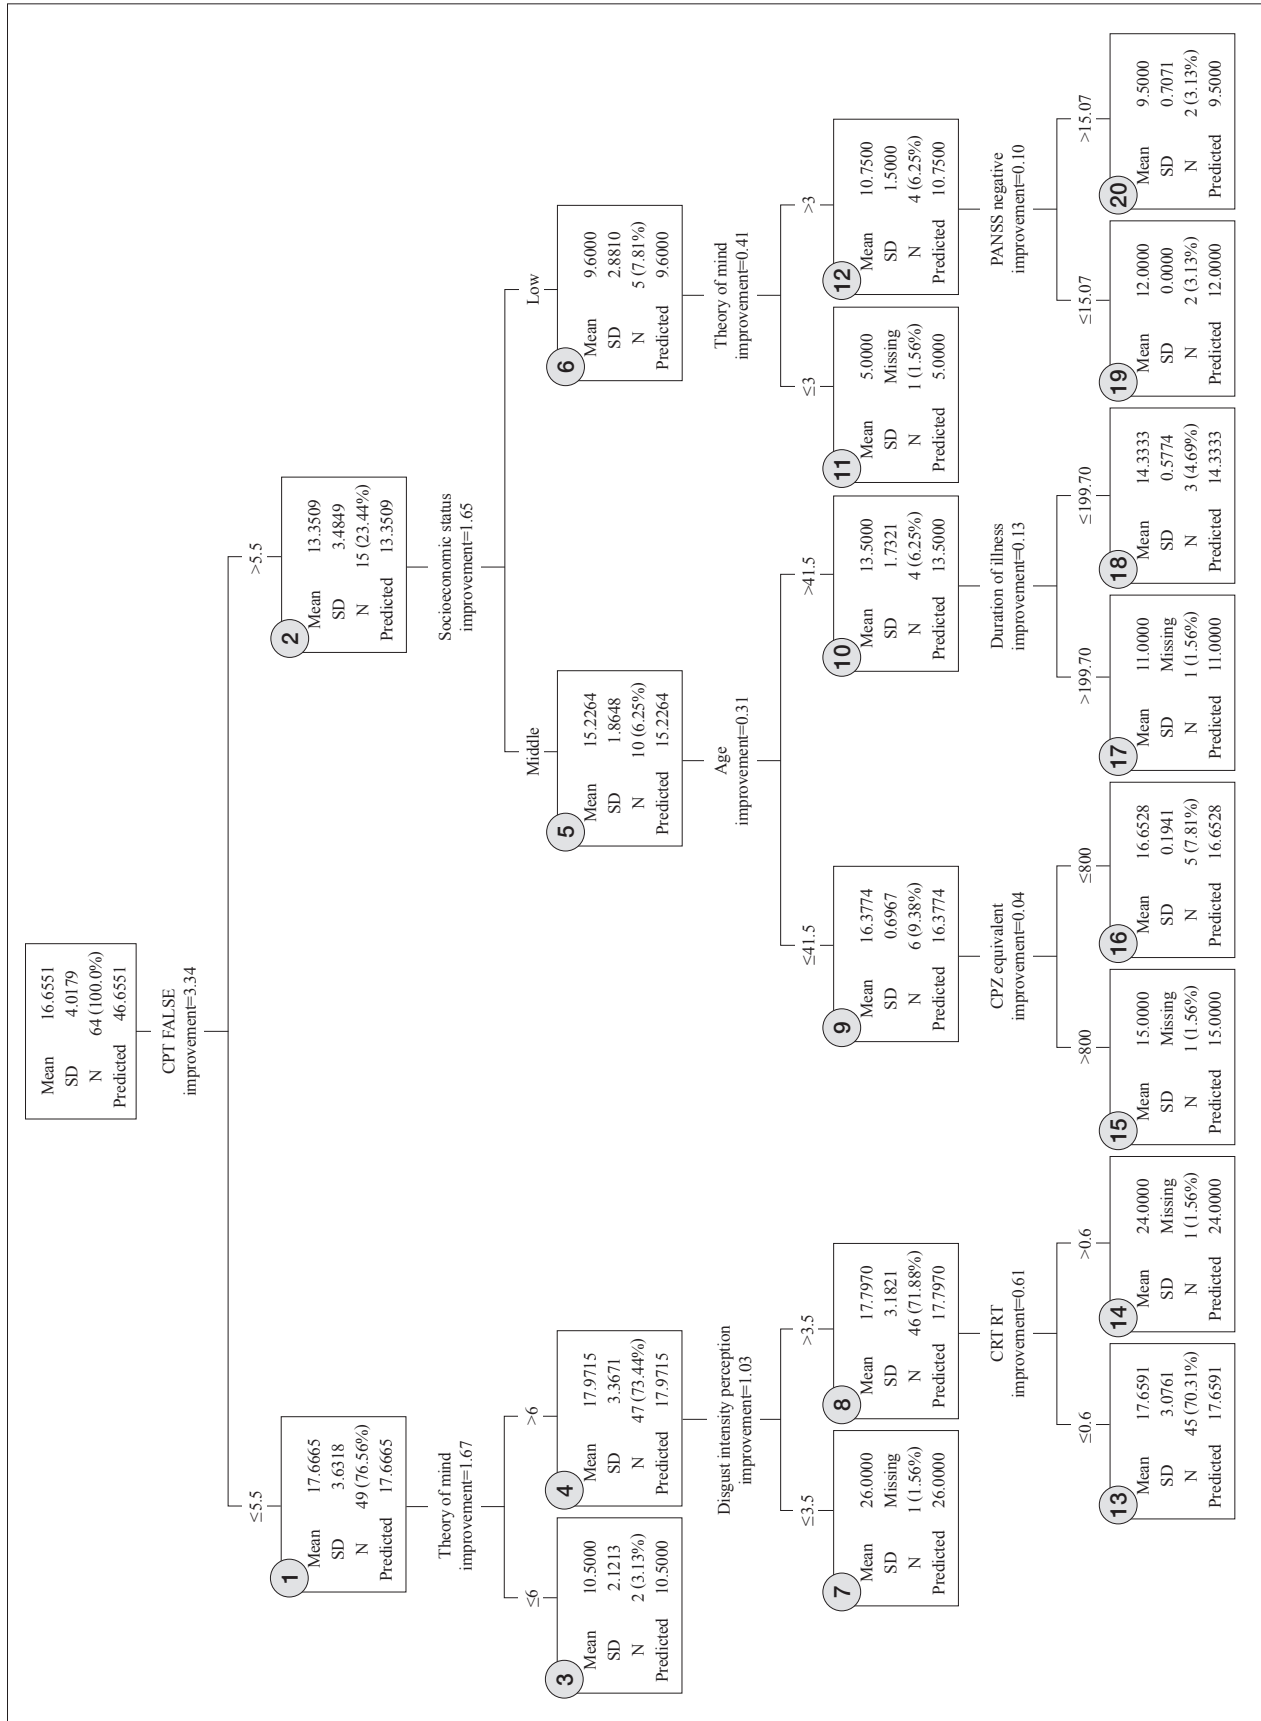 Mean 16.6551
SD 4.0179
N 64 (100.0%)
Predicted 46.6551
CPT FALSE
improvement=3.34
≤5.5
>5.5
1
Mean 17.6665
SD 3.6318
N 49 (76.56%)
Predicted 17.6665
2
Mean 13.3509
SD 3.4849
N 15 (23.44%)
Predicted 13.3509
Theory of mind
improvement=1.67
Socioeconomic status
improvement=1.65
≤6
>6
Middle
Low
3
Mean 10.5000
SD 2.1213
N 2 (3.13%)
Predicted 10.5000
4
Mean 17.9715
SD 3.3671
N 47 (73.44%)
Predicted 17.9715
5
Mean 15.2264
SD 1.8648
N 10 (6.25%)
Predicted 15.2264
6
Mean 9.6000
SD 2.8810
N 5 (7.81%)
Predicted 9.6000
Disgust intensity perception
improvement=1.03
Age
improvement=0.31
Theory of mind
improvement=0.41
≤3.5
>3.5
≤41.5
>41.5
≤3
>3
7
Mean 26.0000
SD Missing
N 1 (1.56%)
Predicted 26.0000
8
Mean 17.7970
SD 3.1821
N 46 (71.88%)
Predicted 17.7970
9
Mean 16.3774
SD 0.6967
N 6 (9.38%)
Predicted 16.3774
10
Mean 13.5000
SD 1.7321
N 4 (6.25%)
Predicted 13.5000
11
Mean 5.0000
SD Missing
N 1 (1.56%)
Predicted 5.0000
12
Mean 10.7500
SD 1.5000
N 4 (6.25%)
Predicted 10.7500
CRT RT
improvement=0.61
CPZ equivalent
improvement=0.04
Duration of illness
improvement=0.13
PANSS negative
improvement=0.10
≤0.6
>0.6
>800
≤800
>199.70
≤199.70
≤15.07
>15.07
13
Mean 17.6591
SD 3.0761
N 45 (70.31%)
Predicted 17.6591
14
Mean 24.0000
SD Missing
N 1 (1.56%)
Predicted 24.0000
15
Mean 15.0000
SD Missing
N 1 (1.56%)
Predicted 15.0000
16
Mean 16.6528
SD 0.1941
N 5 (7.81%)
Predicted 16.6528
17
Mean 11.0000
SD Missing
N 1 (1.56%)
Predicted 11.0000
18
Mean 14.3333
SD 0.5774
N 3 (4.69%)
Predicted 14.3333
19
Mean 12.0000
SD 0.0000
N 2 (3.13%)
Predicted 12.0000
20
Mean 9.5000
SD 0.7071
N 2 (3.13%)
Predicted 9.5000